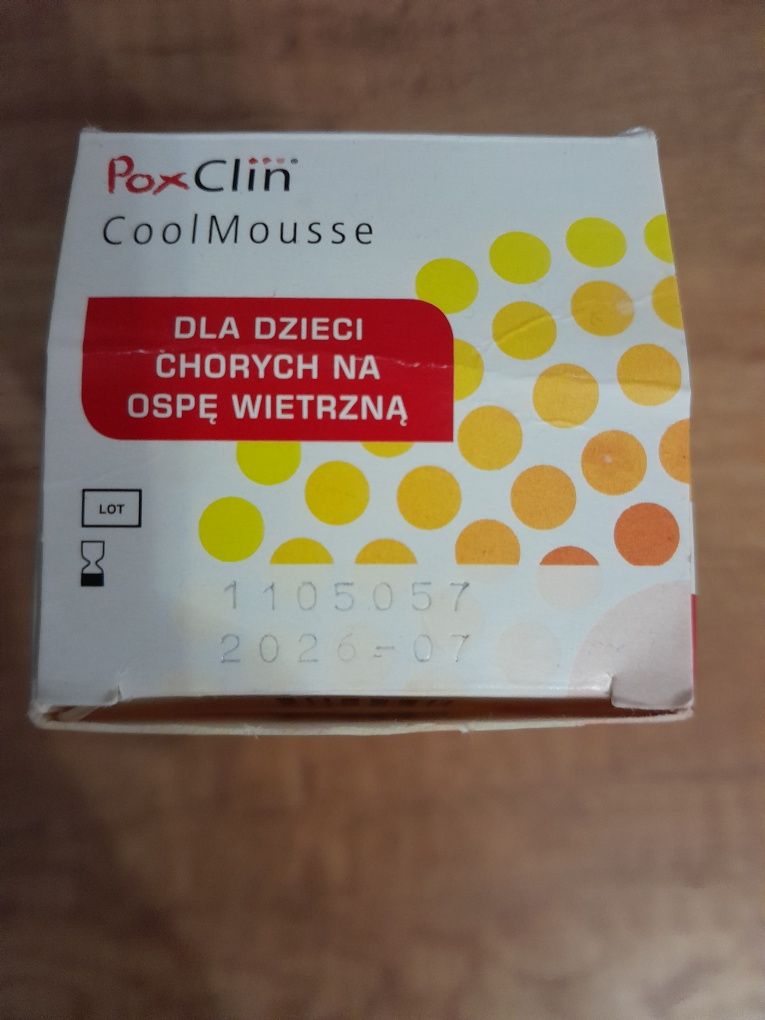 PoxClin®
CoolMousse
DLA DZIECI
CHORYCH NA
OSPĘ WIETRZNĄ
LOT
1105057
2026-07